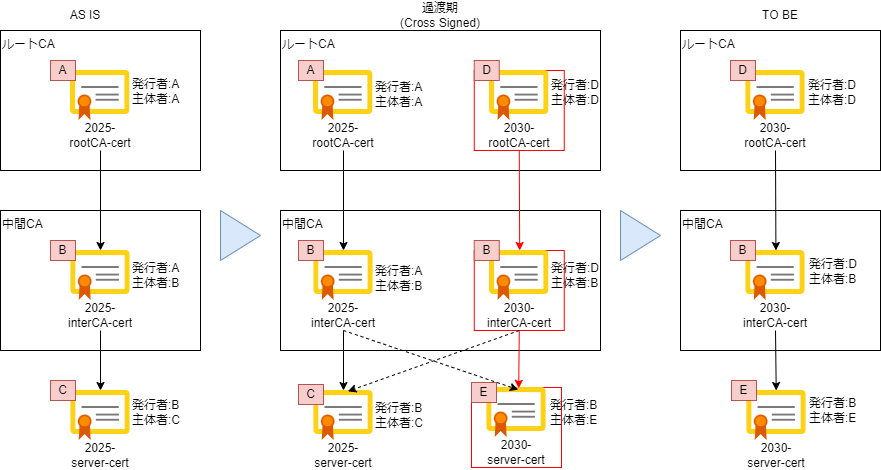 AS IS
ルートCA
A
発行者:A
主体者:A
2025-
rootCA-cert
中間CA
B
発行者:A
主体者:B
2025-
interCA-cert
C
発行者:B
主体者:C
2025-
server-cert
過渡期
(Cross Signed)
ルートCA
A
発行者:A
主体者:A
2025-
rootCA-cert
D
発行者:D
主体者:D
2030-
rootCA-cert
中間CA
B
発行者:A
主体者:B
2025-
interCA-cert
B
発行者:D
主体者:B
2030-
interCA-cert
C
発行者:B
主体者:C
2025-
server-cert
E
発行者:B
主体者:E
2030-
server-cert
TO BE
ルートCA
D
発行者:D
主体者:D
2030-
rootCA-cert
中間CA
B
発行者:D
主体者:B
2030-
interCA-cert
E
発行者:B
主体者:E
2030-
server-cert